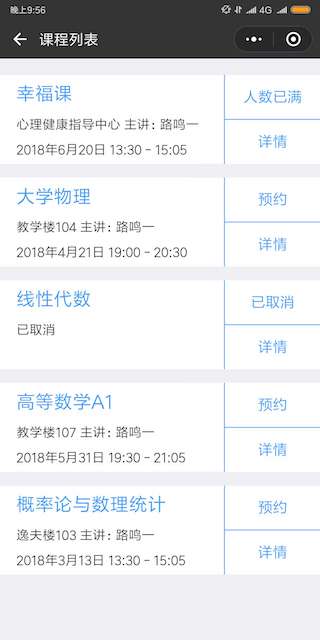 晚上9:56
4G
课程列表
幸福课
人数已满
心理健康指导中心 主讲: 路鸣一
2018年6月20日 13:30 - 15:05
详情
大学物理
预约
教学楼104 主讲: 路鸣一
2018年4月21日 19:00 - 20:30
详情
线性代数
已取消
已取消
详情
高等数学A1
预约
教学楼107 主讲: 路鸣一
2018年5月31日 19:30 - 21:05
详情
概率论与数理统计
预约
逸夫楼103 主讲: 路鸣一
2018年3月13日 13:30 - 15:05
详情